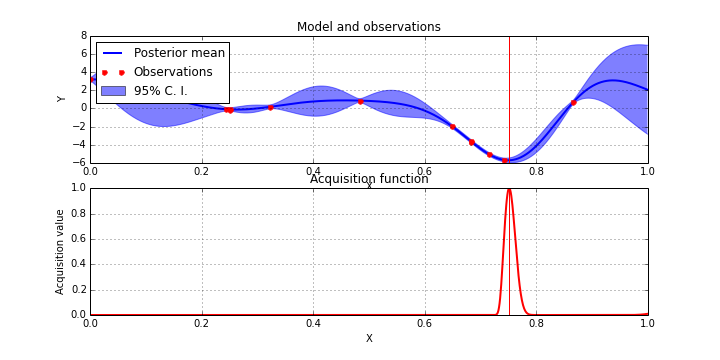 Model and observations
8
6
4
2
0
−2
−4
−6
Y
Posterior mean
Observations
95% C. I.
0.0 0.2 0.4 0.6 0.8 1.0
X
Acquisition function
1.0
0.8
0.6
0.4
0.2
0.0
Acquisition value
0.0 0.2 0.4 0.6 0.8 1.0
X